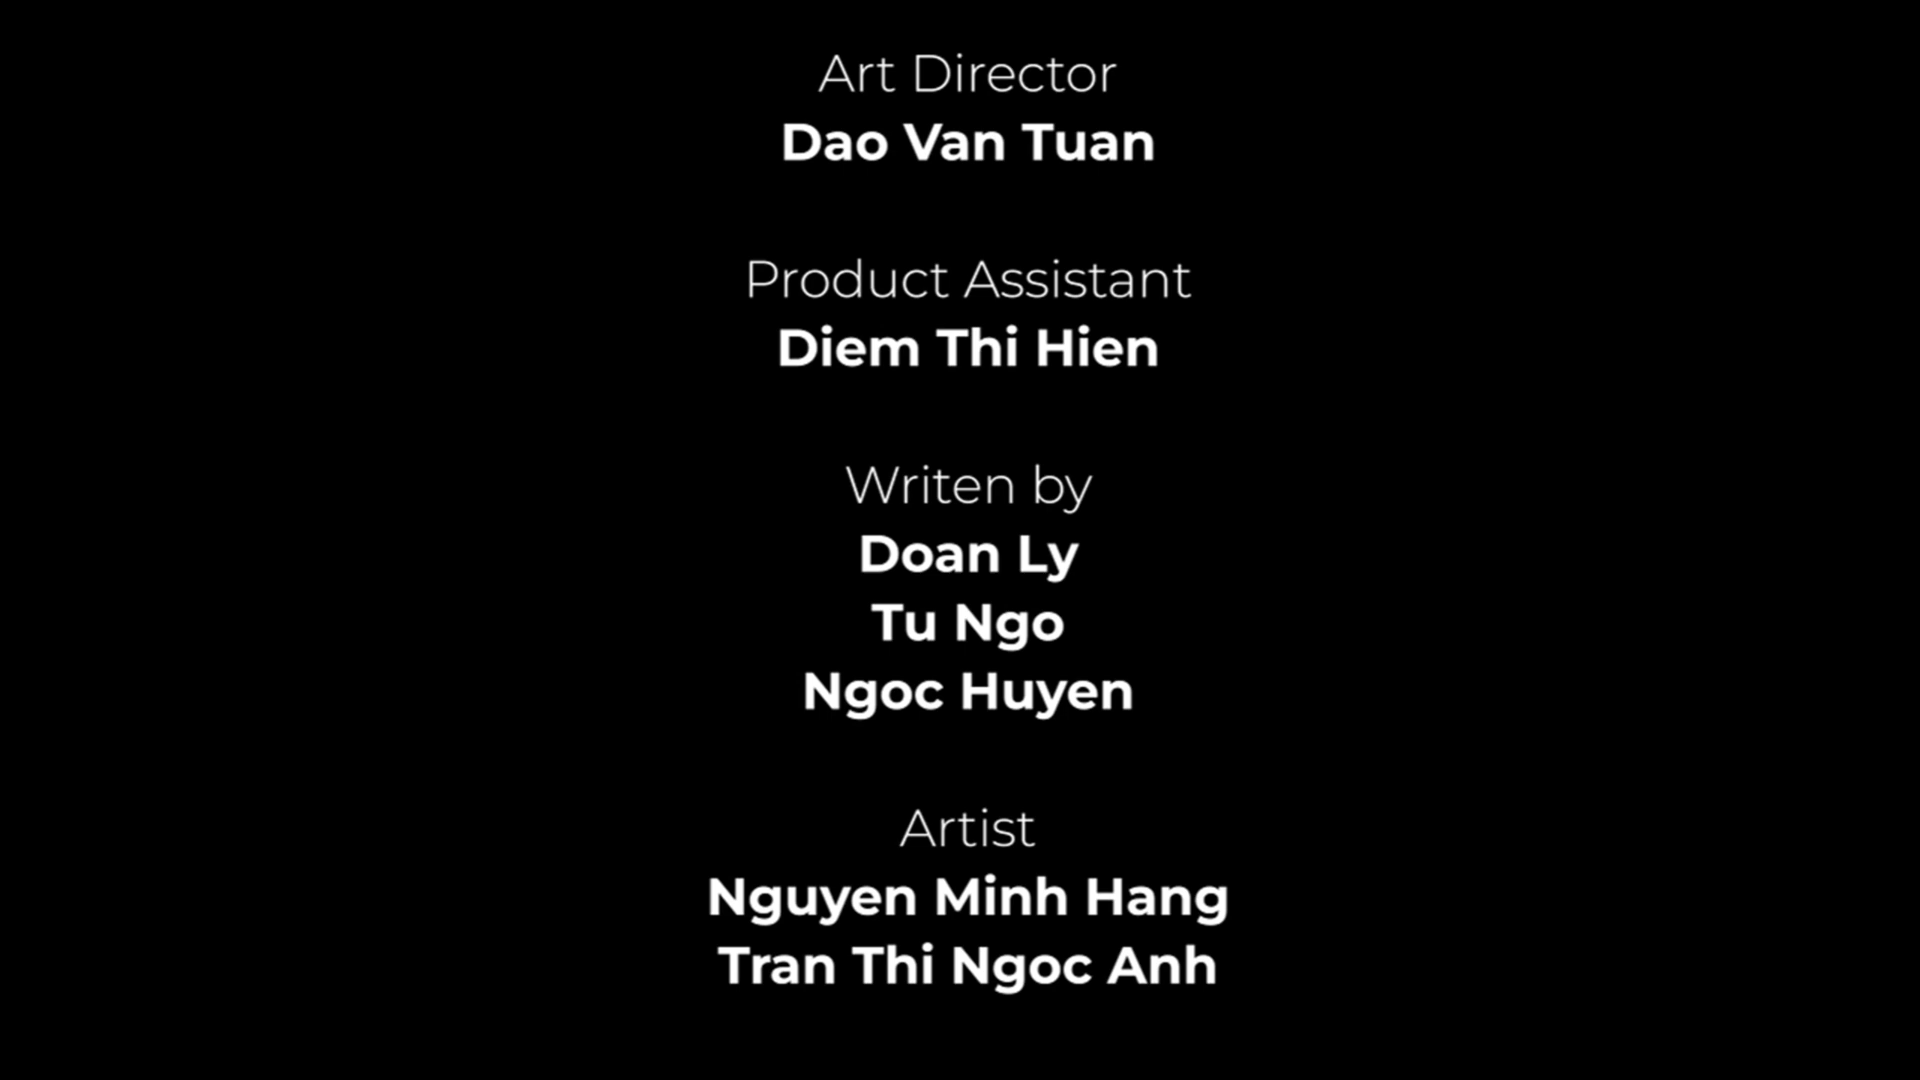 Art Director
Dao Van Tuan
Product Assistant
Diem Thi Hien
Writen by
Doan Ly
Tu Ngo
Ngoc Huyen
Artist
Nguyen Minh Hang
Tran Thi Ngoc Anh